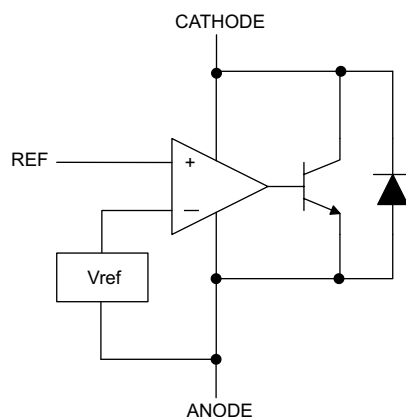 CATHODE
REF
+
−
Vref
ANODE